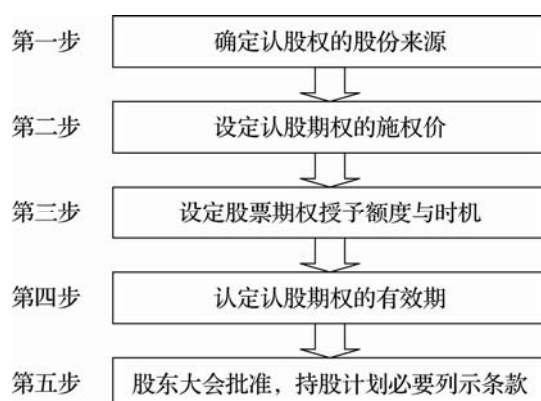 第一步 确定认股权的股份来源
第二步 设定认股期权的施权价
第三步 设定股票期权授予额度与时机
第四步 认定认股期权的有效期
第五步 股东大会批准，持股计划必要列示条款